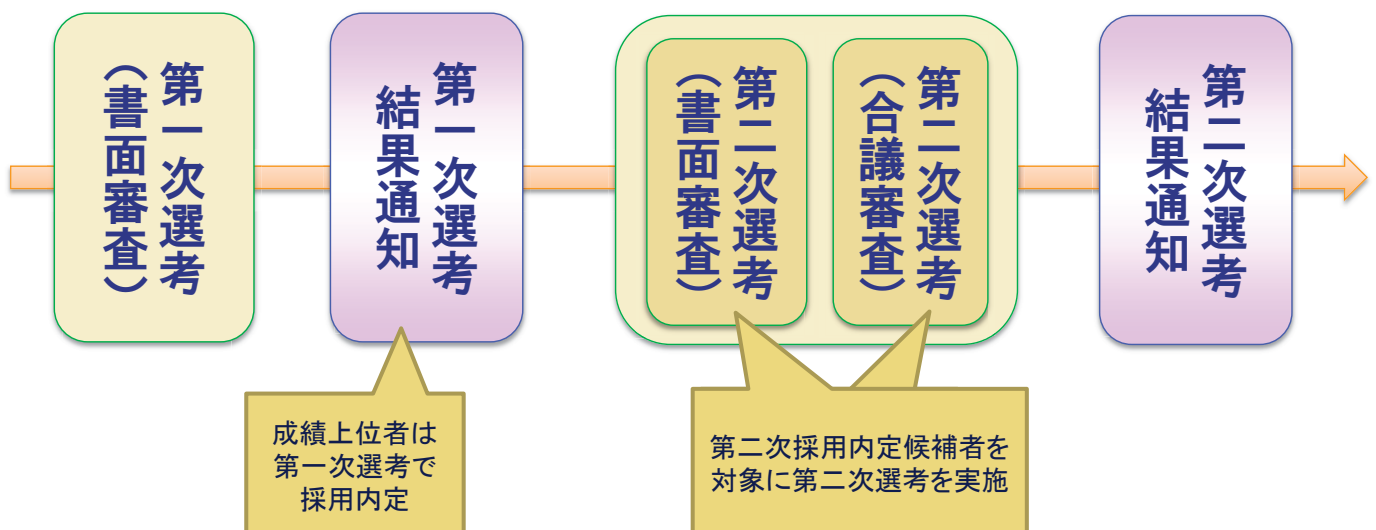 第一次選考
（書面審査）
第一次選考
結果通知
第二次選考
（書面審査）
第二次選考
（合議審査）
第二次選考
結果通知
成績上位者は
第一次選考で
採用内定
第二次採用内定候補者を
対象に第二次選考を実施